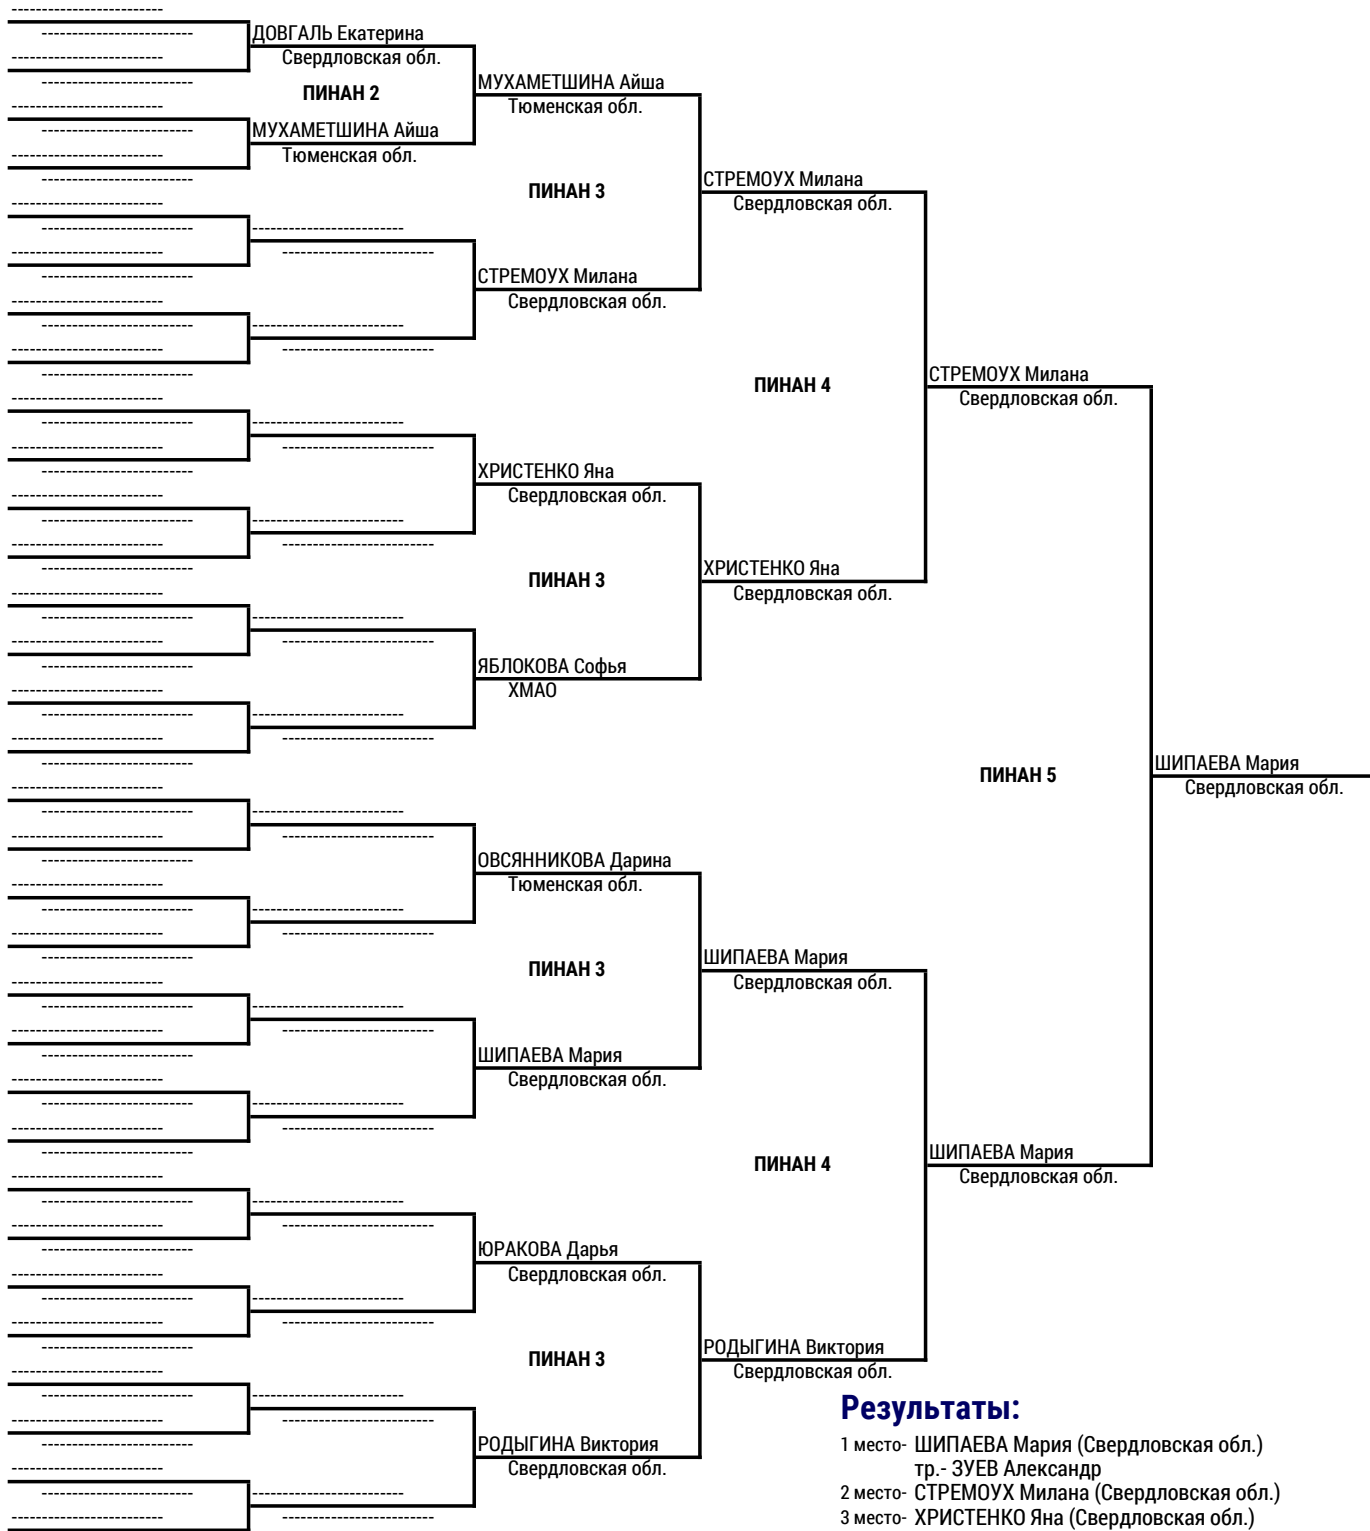 ДОВГАЛЬ Екатерина
Свердловская обл.
ПИНАН 2
МУХАМЕТШИНА Айша
Тюменская обл.
МУХАМЕТШИНА Айша
Тюменская обл.
ПИНАН 3
СТРЕМОУХ Милана
Свердловская обл.
СТРЕМОУХ Милана
Свердловская обл.
ПИНАН 4
СТРЕМОУХ Милана
Свердловская обл.
ХРИСТЕНКО Яна
Свердловская обл.
ПИНАН 3
ХРИСТЕНКО Яна
Свердловская обл.
ЯБЛОКОВА Софья
ХМАО
ПИНАН 5
ШИПАЕВА Мария
Свердловская обл.
ОВСЯННИКОВА Дарина
Тюменская обл.
ПИНАН 3
ШИПАЕВА Мария
Свердловская обл.
ШИПАЕВА Мария
Свердловская обл.
ПИНАН 4
ШИПАЕВА Мария
Свердловская обл.
ЮРАКОВА Дарья
Свердловская обл.
ПИНАН 3
РОДЫГИНА Виктория
Свердловская обл.
РОДЫГИНА Виктория
Свердловская обл.
Результаты:
1 место- ШИПАЕВА Мария (Свердловская обл.)
тр.- ЗУЕВ Александр
2 место- СТРЕМОУХ Милана (Свердловская обл.)
3 место- ХРИСТЕНКО Яна (Свердловская обл.)